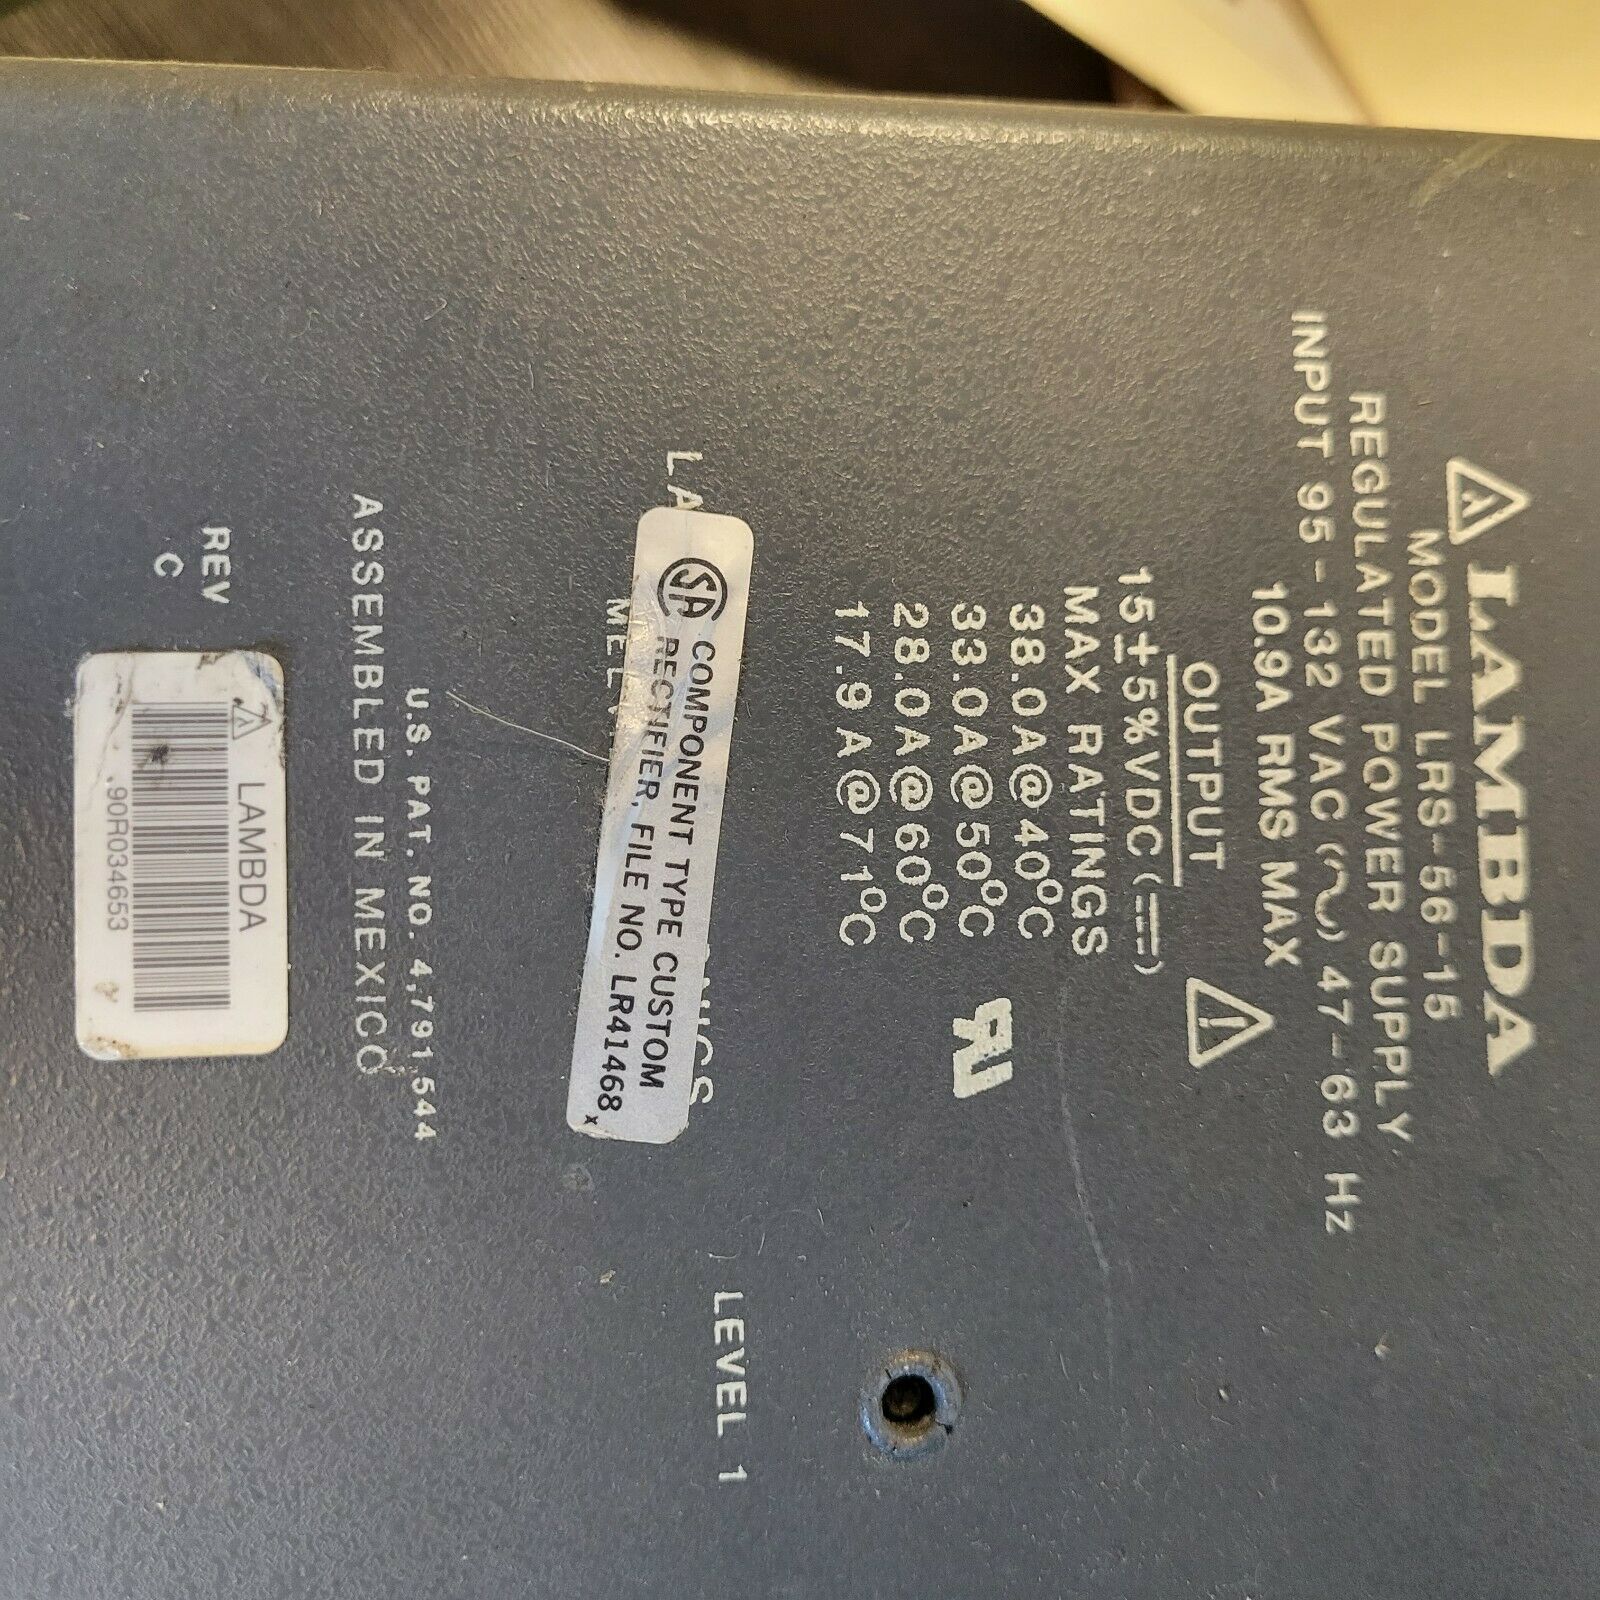 LAMBDA
MODEL LRS-56-15
REGULATED POWER SUPPLY
INPUT 95-132 VAC (∿) 47-63 Hz
10.9A RMS MAX
OUTPUT
15±5%VDC(⎓)
MAX RATINGS
38.0A@40°C
33.0A@50°C
28.0A@60°C
17.9A@71°C
LEVEL 1
SA COMPONENT TYPE CUSTOM
RECTIFIER, FILE NO. LR41468
x
U.S. PAT. NO. 4,791,544
ASSEMBLED IN MEXICO
REV
C
LAMBDA
.90R034653